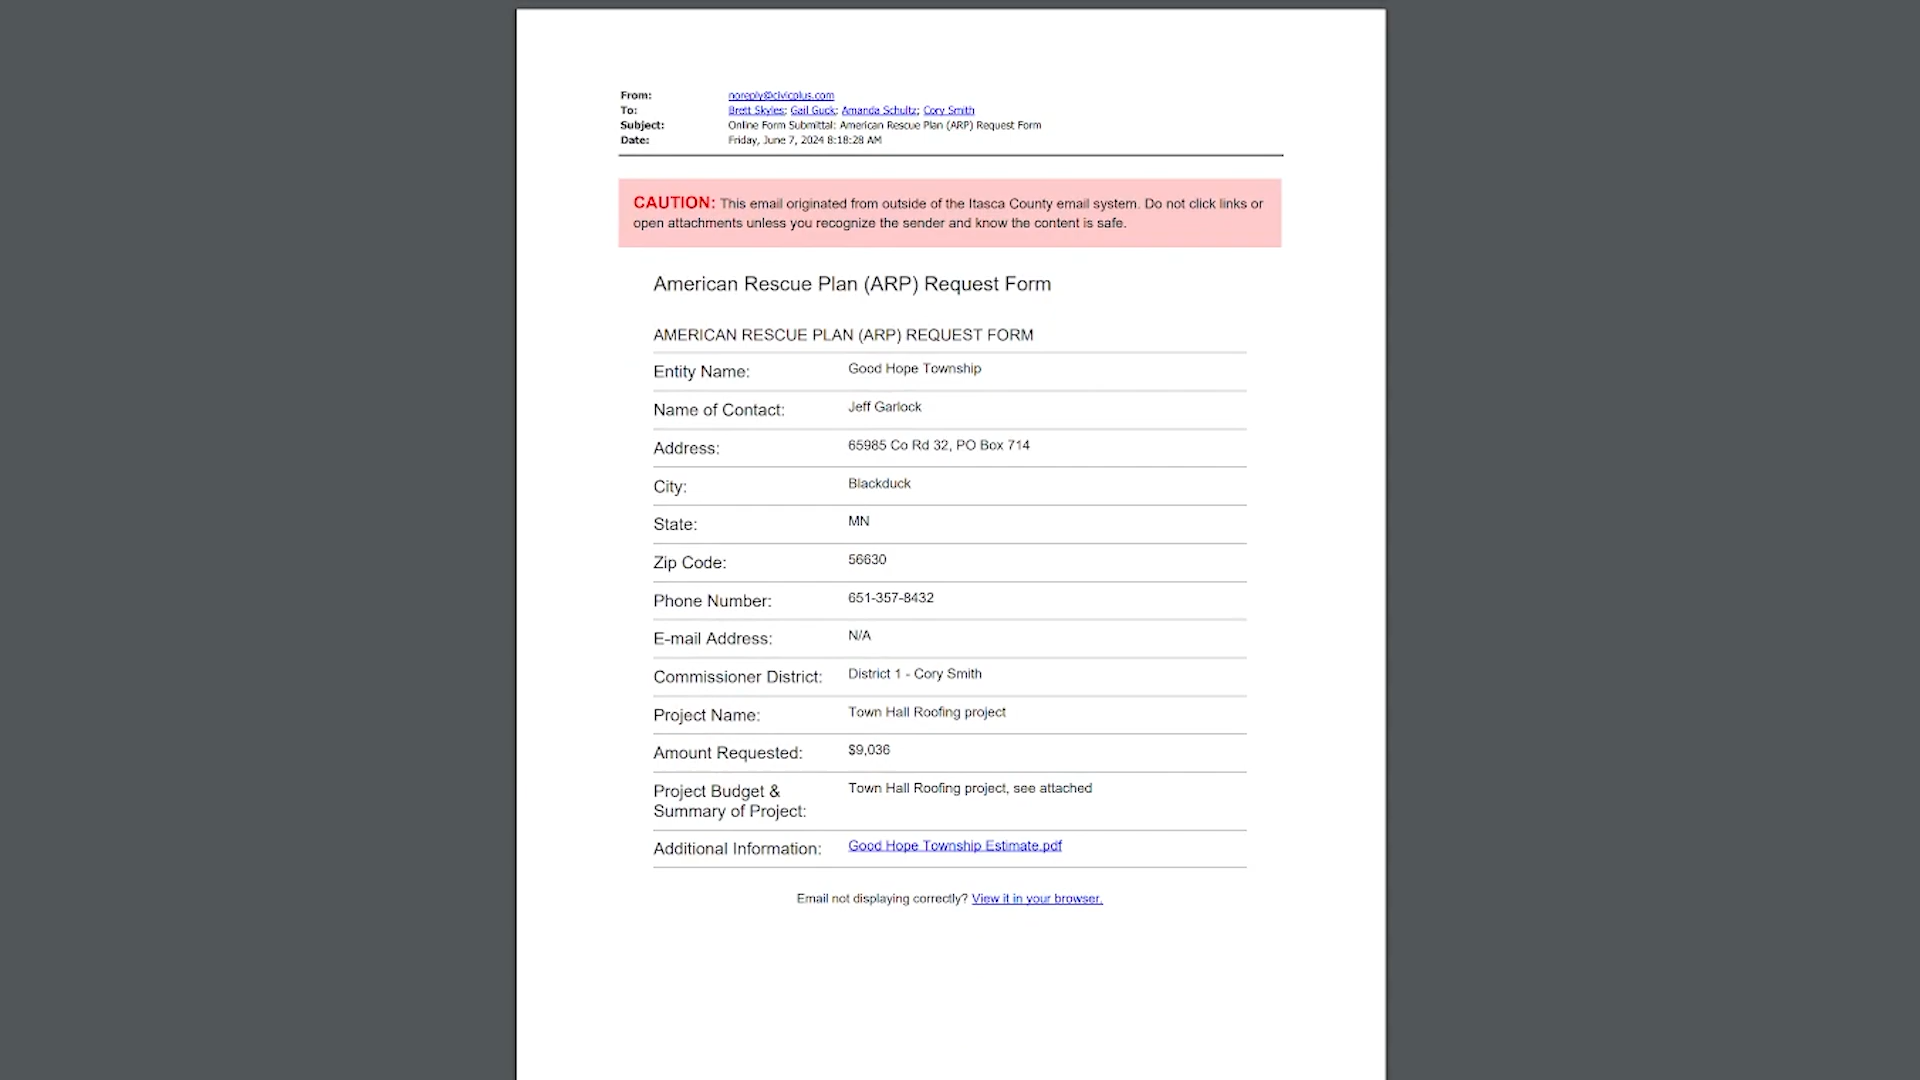 From: noreply@civicplus.com
To: Brett Skyles; Gail Guck; Amanda Schultz; Cory Smith
Subject: Online Form Submittal: American Rescue Plan (ARP) Request Form
Date: Friday, June 7, 2024 8:18:28 AM
CAUTION: This email originated from outside of the Itasca County email system. Do not click links or
open attachments unless you recognize the sender and know the content is safe.
American Rescue Plan (ARP) Request Form
AMERICAN RESCUE PLAN (ARP) REQUEST FORM
Entity Name: Good Hope Township
Name of Contact: Jeff Garlock
Address: 65985 Co Rd 32, PO Box 714
City: Blackduck
State: MN
Zip Code: 56630
Phone Number: 651-357-8432
E-mail Address: N/A
Commissioner District: District 1 - Cory Smith
Project Name: Town Hall Roofing project
Amount Requested: $9,036
Project Budget & Town Hall Roofing project, see attached
Summary of Project:
Additional Information: Good Hope Township Estimate.pdf
Email not displaying correctly? View it in your browser.